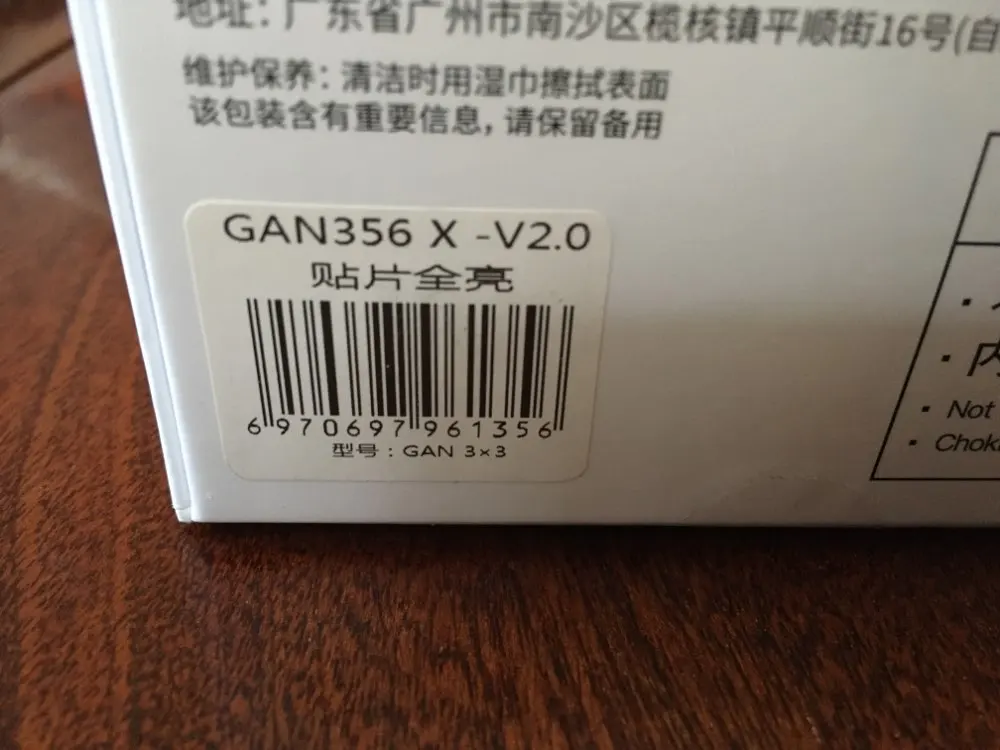 地址：广东省广州市南沙区榄核镇平顺街16号(自
维护保养：清洁时用湿巾擦拭表面
该包装含有重要信息，请保留备用
GAN356 X -V2.0
贴片全亮
6 970697 961356
型号：GAN 3×3
内
Not
Chok